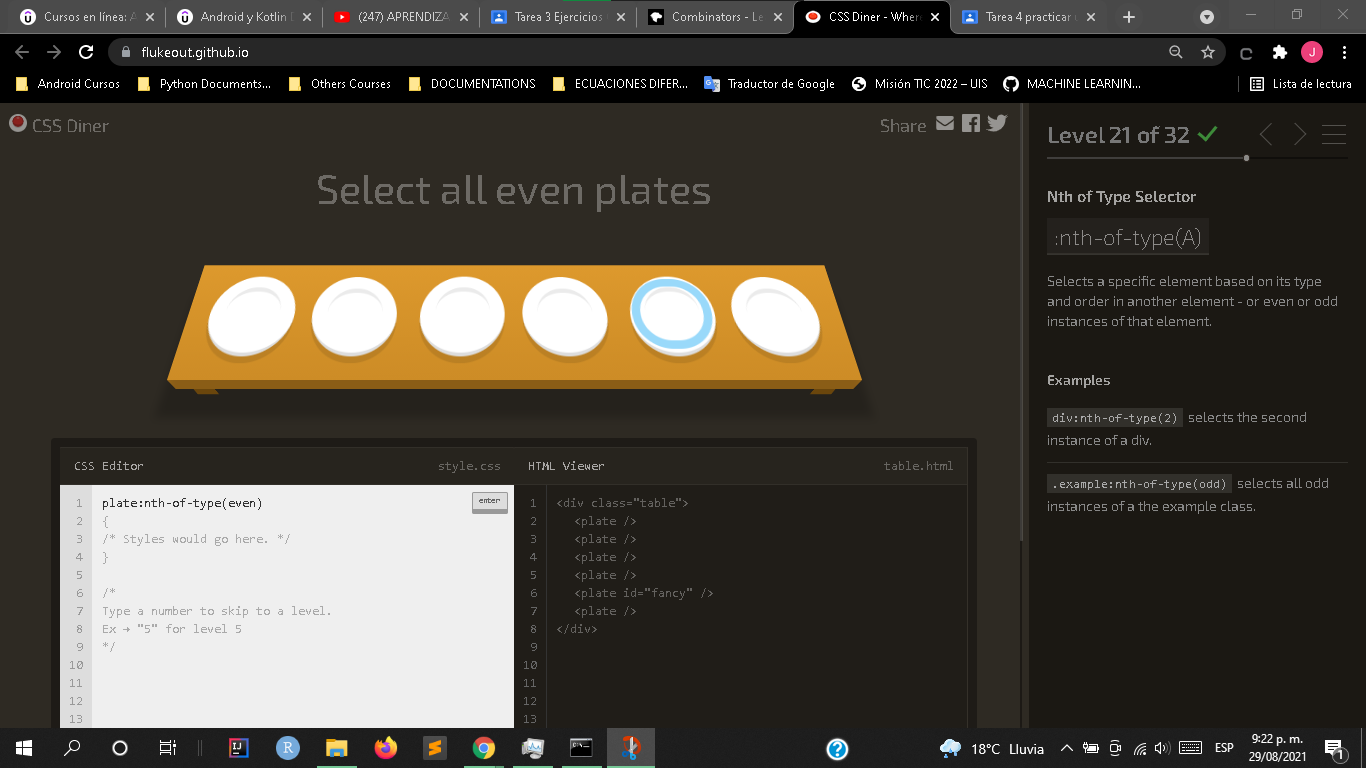 Cursos en línea: A
Android y Kotlin
(247) APRENDIZA
Tarea 3 Ejercicios
Combinators - Le
CSS Diner - Wher
Tarea 4 practicar
flukeout.github.io
J
Android Cursos
Python Documents...
Others Courses
DOCUMENTATIONS
ECUACIONES DIFER...
Traductor de Google
Misión TIC 2022 – UIS
MACHINE LEARNIN...
Lista de lectura
CSS Diner
Share
Select all even plates
CSS Editor
style.css
1 plate:nth-of-type(even)
enter
2 {
3 /* Styles would go here. */
4 }
5
6 /*
7 Type a number to skip to a level.
8 Ex → "5" for level 5
9 */
10
11
12
13
HTML Viewer
table.html
1 <div class="table">
2 <plate />
3 <plate />
4 <plate />
5 <plate />
6 <plate id="fancy" />
7 <plate />
8 </div>
9
10
11
12
13
Level 21 of 32
Nth of Type Selector
:nth-of-type(A)
Selects a specific element based on its type
and order in another element - or even or odd
instances of that element.
Examples
div:nth-of-type(2) selects the second
instance of a div.
.example:nth-of-type(odd) selects all odd
instances of a the example class.
18°C Lluvia
ESP
9:22 p. m.
29/08/2021
1